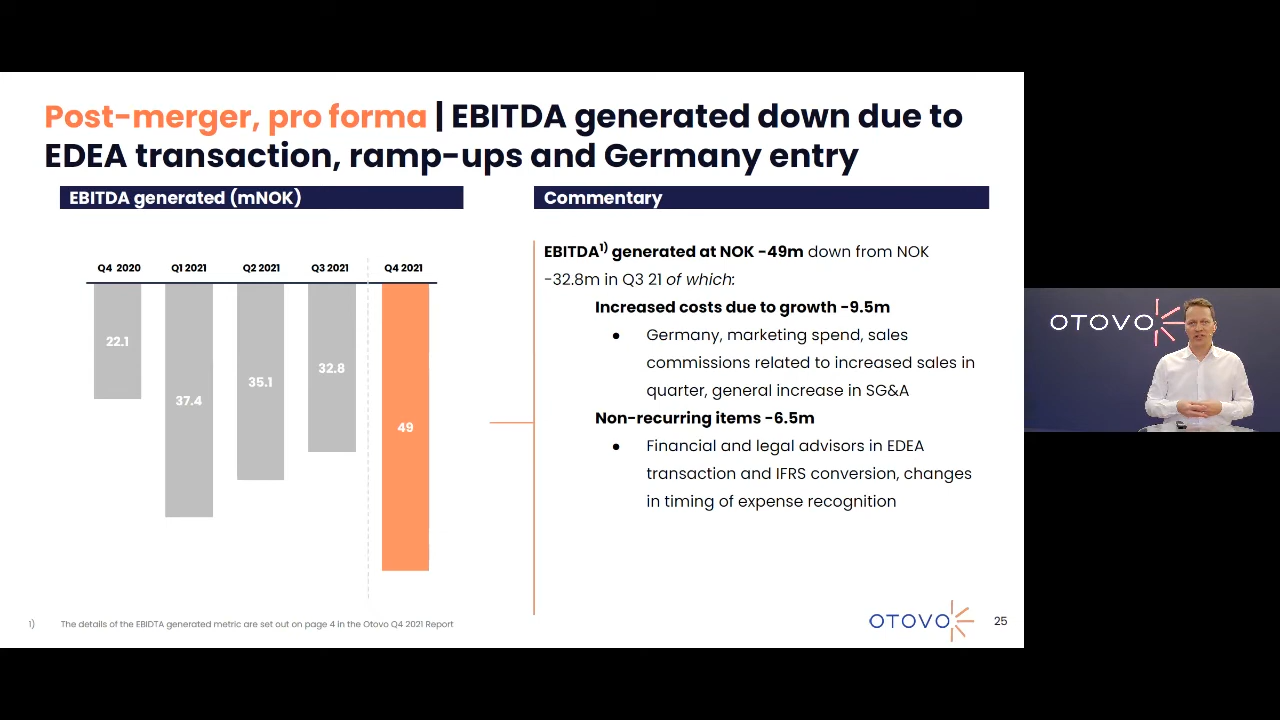 Post-merger, pro forma | EBITDA generated down due to
EDEA transaction, ramp-ups and Germany entry
EBITDA generated (mNOK)
Q4 2020 Q1 2021 Q2 2021 Q3 2021 Q4 2021
22.1
37.4
35.1
32.8
49
Commentary
EBITDA1) generated at NOK -49m down from NOK
-32.8m in Q3 21 of which:
Increased costs due to growth -9.5m
● Germany, marketing spend, sales
commissions related to increased sales in
quarter, general increase in SG&A
Non-recurring items -6.5m
● Financial and legal advisors in EDEA
transaction and IFRS conversion, changes
in timing of expense recognition
1) The details of the EBIDTA generated metric are set out on page 4 in the Otovo Q4 2021 Report
OTOVO
25
OTOVO